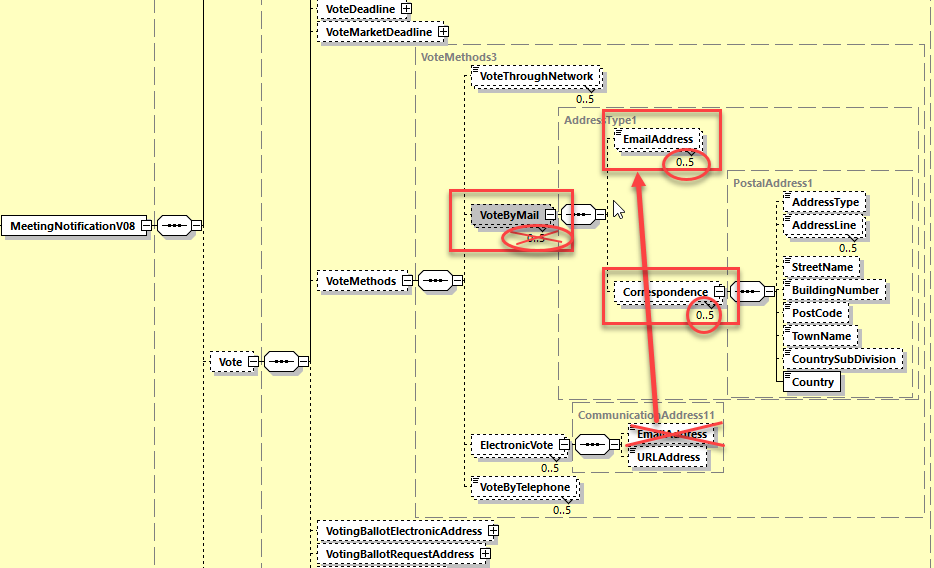 VoteDeadline
VoteMarketDeadline
VoteMethods3
VoteThroughNetwork
0..5
AddressType1
EmailAddress
0..5
PostalAddress1
AddressType
AddressLine
0..5
VoteByMail
0..5
MeetingNotificationV08
StreetName
VoteMethods
Correspondence
BuildingNumber
0..5
PostCode
TownName
Vote
CountrySubDivision
Country
CommunicationAddress11
EmailAddress
ElectronicVote
URLAddress
0..5
VoteByTelephone
0..5
VotingBallotElectronicAddress
VotingBallotRequestAddress